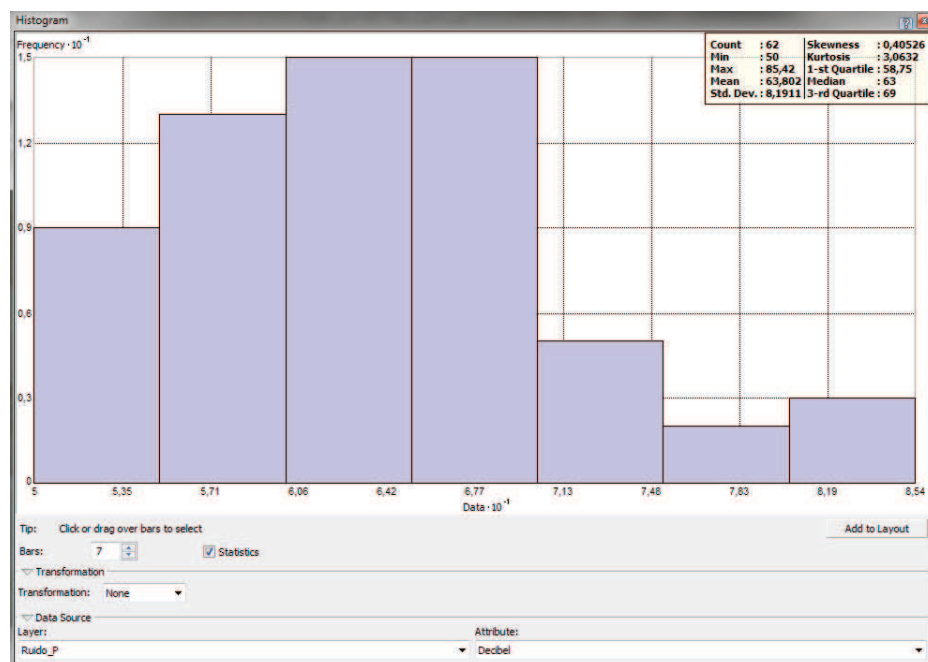 Histogram
Frequency · 10⁻¹
Count : 62 Skewness : 0,40526
Min : 50 Kurtosis : 3,0632
Max : 85,42 1-st Quartile : 58,75
Mean : 63,802 Median : 63
Std. Dev. : 8,1911 3-rd Quartile : 69
1,5
1,2
0,9
0,6
0,3
0
5 5,35 5,71 6,06 6,42 6,77 7,13 7,48 7,83 8,19 8,54
Data · 10⁻¹
Tip: Click or drag over bars to select
Add to Layout
Bars: 7 Statistics
Transformation
Transformation: None
Data Source
Layer: Attribute:
Ruido_P Decibel